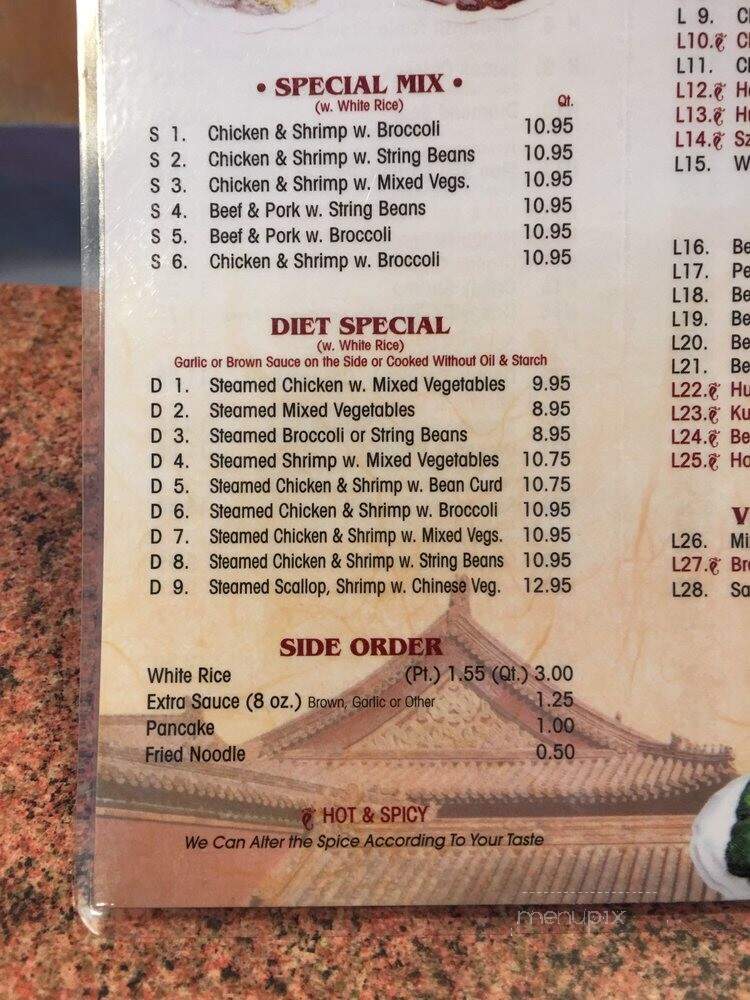 • SPECIAL MIX •
(w. White Rice)
Qt.
S 1. Chicken & Shrimp w. Broccoli 10.95
S 2. Chicken & Shrimp w. String Beans 10.95
S 3. Chicken & Shrimp w. Mixed Vegs. 10.95
S 4. Beef & Pork w. String Beans 10.95
S 5. Beef & Pork w. Broccoli 10.95
S 6. Chicken & Shrimp w. Broccoli 10.95
DIET SPECIAL
(w. White Rice)
Garlic or Brown Sauce on the Side or Cooked Without Oil & Starch
D 1. Steamed Chicken w. Mixed Vegetables 9.95
D 2. Steamed Mixed Vegetables 8.95
D 3. Steamed Broccoli or String Beans 8.95
D 4. Steamed Shrimp w. Mixed Vegetables 10.75
D 5. Steamed Chicken & Shrimp w. Bean Curd 10.75
D 6. Steamed Chicken & Shrimp w. Broccoli 10.95
D 7. Steamed Chicken & Shrimp w. Mixed Vegs. 10.95
D 8. Steamed Chicken & Shrimp w. String Beans 10.95
D 9. Steamed Scallop, Shrimp w. Chinese Veg. 12.95
SIDE ORDER
White Rice (Pt.) 1.55 (Qt.) 3.00
Extra Sauce (8 oz.) Brown, Garlic or Other 1.25
Pancake 1.00
Fried Noodle 0.50
HOT & SPICY
We Can Alter the Spice According To Your Taste
L 9.
L10.
L11.
L12.
L13.
L14.
L15.
L16.
L17.
L18.
L19.
L20.
L21.
L22.
L23.
L24.
L25.
L26.
L27.
L28.
menupix